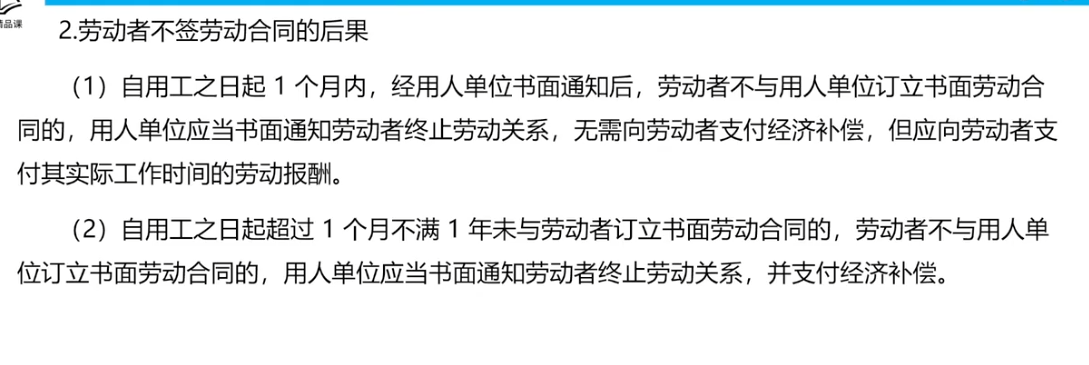 精品课
2.劳动者不签劳动合同的后果
（1）自用工之日起 1 个月内，经用人单位书面通知后，劳动者不与用人单位订立书面劳动合
同的，用人单位应当书面通知劳动者终止劳动关系，无需向劳动者支付经济补偿，但应向劳动者支
付其实际工作时间的劳动报酬。
（2）自用工之日起超过 1 个月不满 1 年未与劳动者订立书面劳动合同的，劳动者不与用人单
位订立书面劳动合同的，用人单位应当书面通知劳动者终止劳动关系，并支付经济补偿。